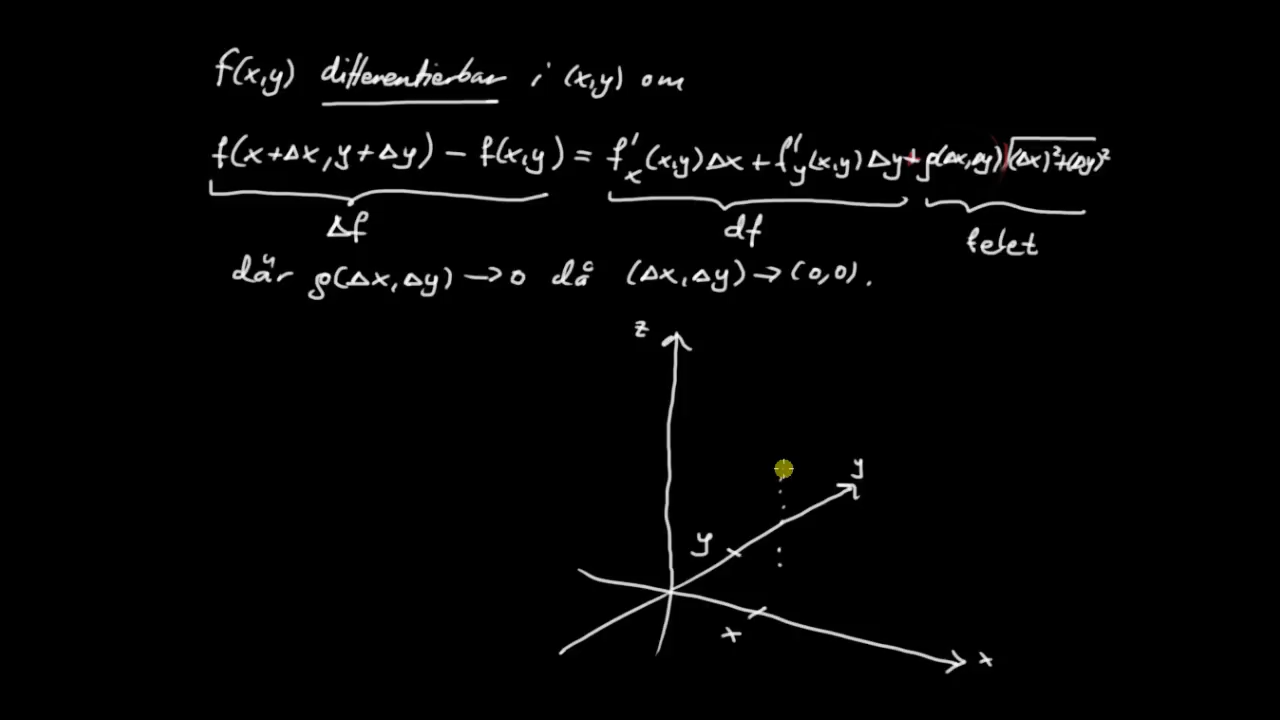 f(x,y) differentierbar i (x,y) om
f(x+Δx, y+Δy) − f(x,y) = f'x(x,y)Δx + f'y(x,y)Δy + ρ(Δx,Δy)√(Δx)²+(Δy)²
Δf df felet
där ρ(Δx,Δy) → 0 då (Δx,Δy) → (0,0).
z
y
y
x
x